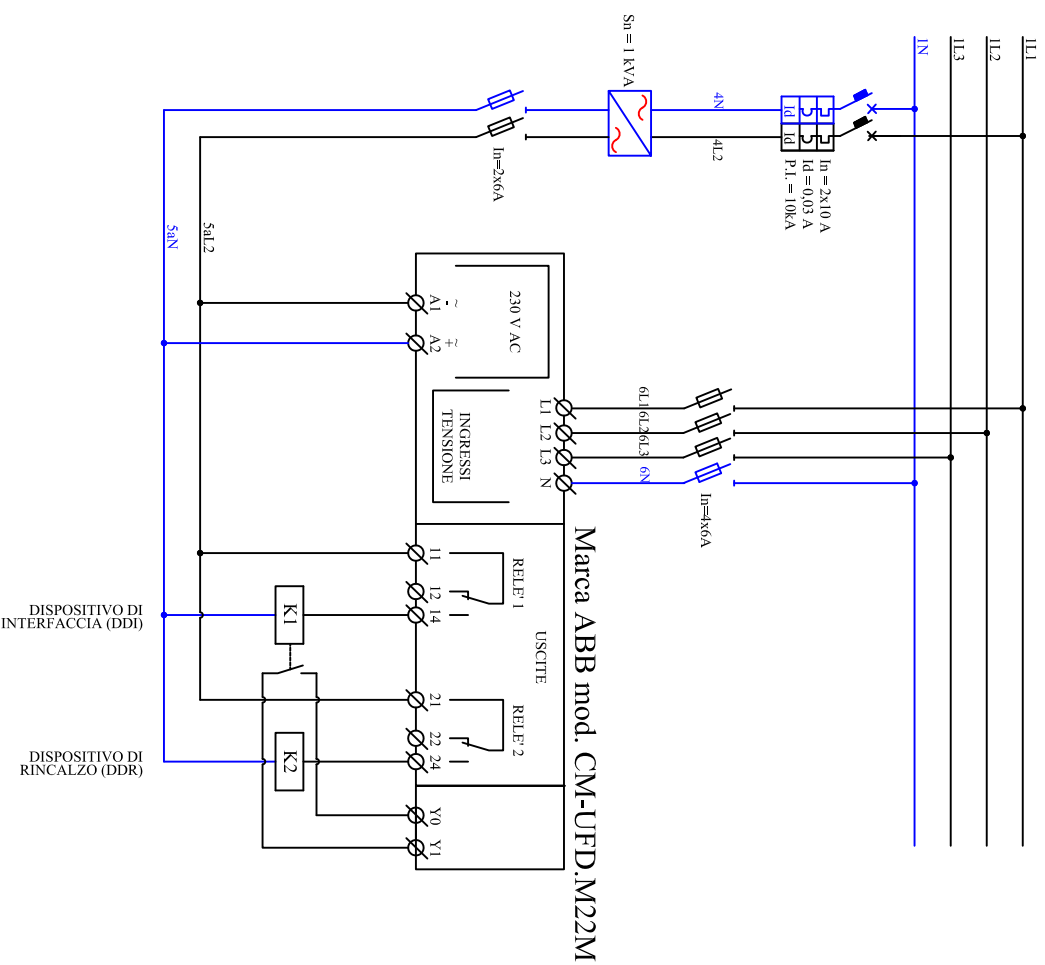 1L1
1L2
1L3
1N
Sn = 1 kVA
4N
4L2
Id
Id
In = 2x10 A
Id = 0,03 A
P.I. = 10kA
In=2x6A
5aL2
5aN
A1 - ~
A2 +~
230 V AC
INGRESSI
TENSIONE
L1
L2
L3
N
6L1
6L2
6L3
6N
In=4x6A
Marca ABB mod. CM-UFD.M22M
11
12
14
RELE' 1
USCITE
21
22
24
RELE' 2
Y0
Y1
K1
K2
DISPOSITIVO DI
INTERFACCIA (DDI)
DISPOSITIVO DI
RINCALZO (DDR)